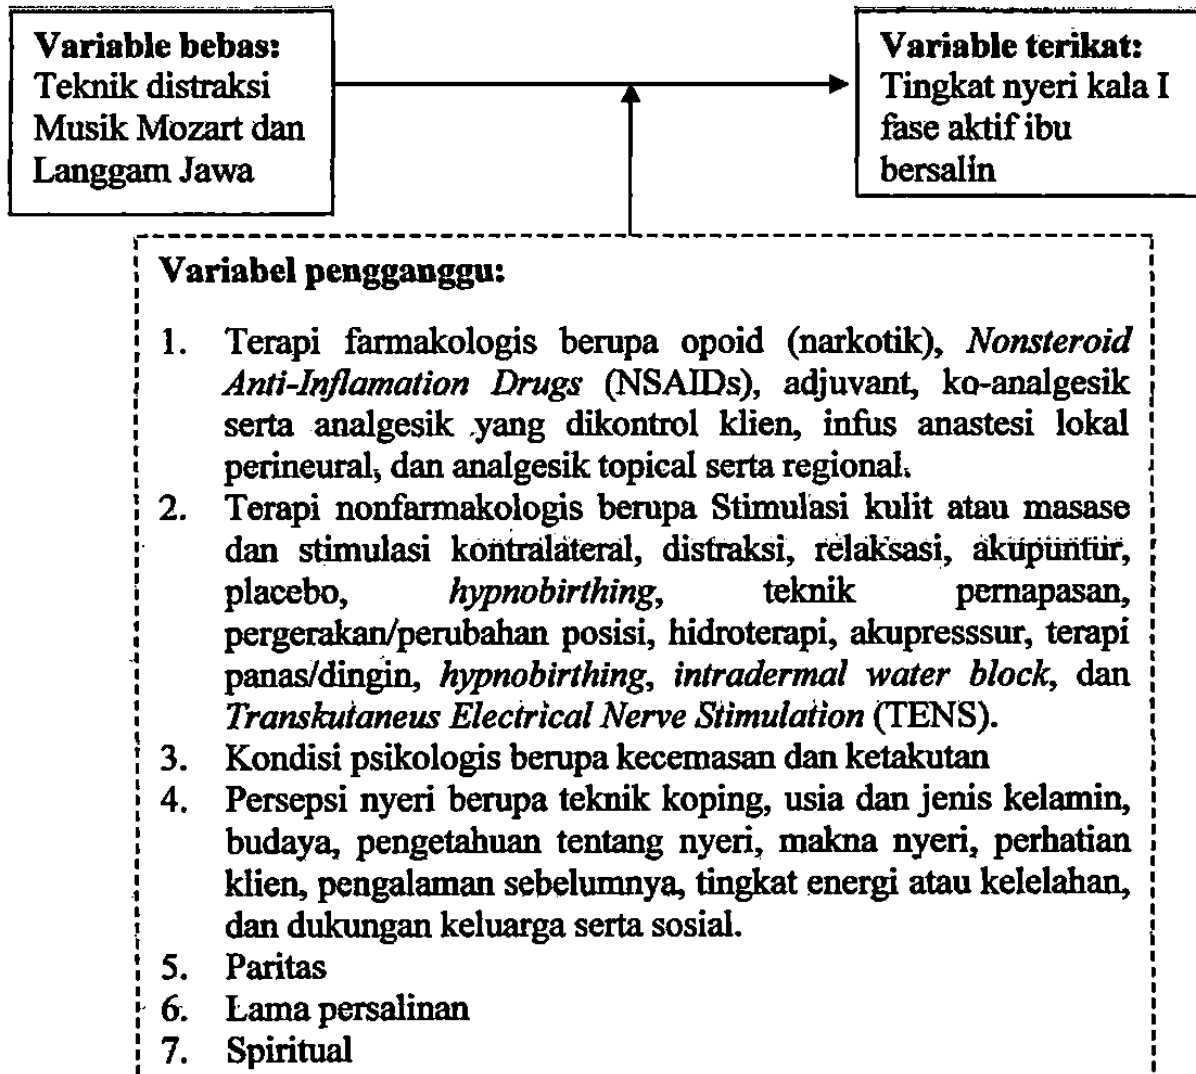 Variable bebas:
Teknik distraksi
Musik Mozart dan
Langgam Jawa
Variable terikat:
Tingkat nyeri kala I
fase aktif ibu
bersalin
Variabel pengganggu:
1. Terapi farmakologis berupa opoid (narkotik), Nonsteroid
Anti-Inflamation Drugs (NSAIDs), adjuvant, ko-analgesik
serta analgesik yang dikontrol klien, infus anastesi lokal
perineural, dan analgesik topical serta regional.
2. Terapi nonfarmakologis berupa Stimulasi kulit atau masase
dan stimulasi kontralateral, distraksi, relaksasi, akupuntur,
placebo, hypnobirthing, teknik pernapasan,
pergerakan/perubahan posisi, hidroterapi, akupresssur, terapi
panas/dingin, hypnobirthing, intradermal water block, dan
Transkutaneus Electrical Nerve Stimulation (TENS).
3. Kondisi psikologis berupa kecemasan dan ketakutan
4. Persepsi nyeri berupa teknik koping, usia dan jenis kelamin,
budaya, pengetahuan tentang nyeri, makna nyeri, perhatian
klien, pengalaman sebelumnya, tingkat energi atau kelelahan,
dan dukungan keluarga serta sosial.
5. Paritas
6. Lama persalinan
7. Spiritual